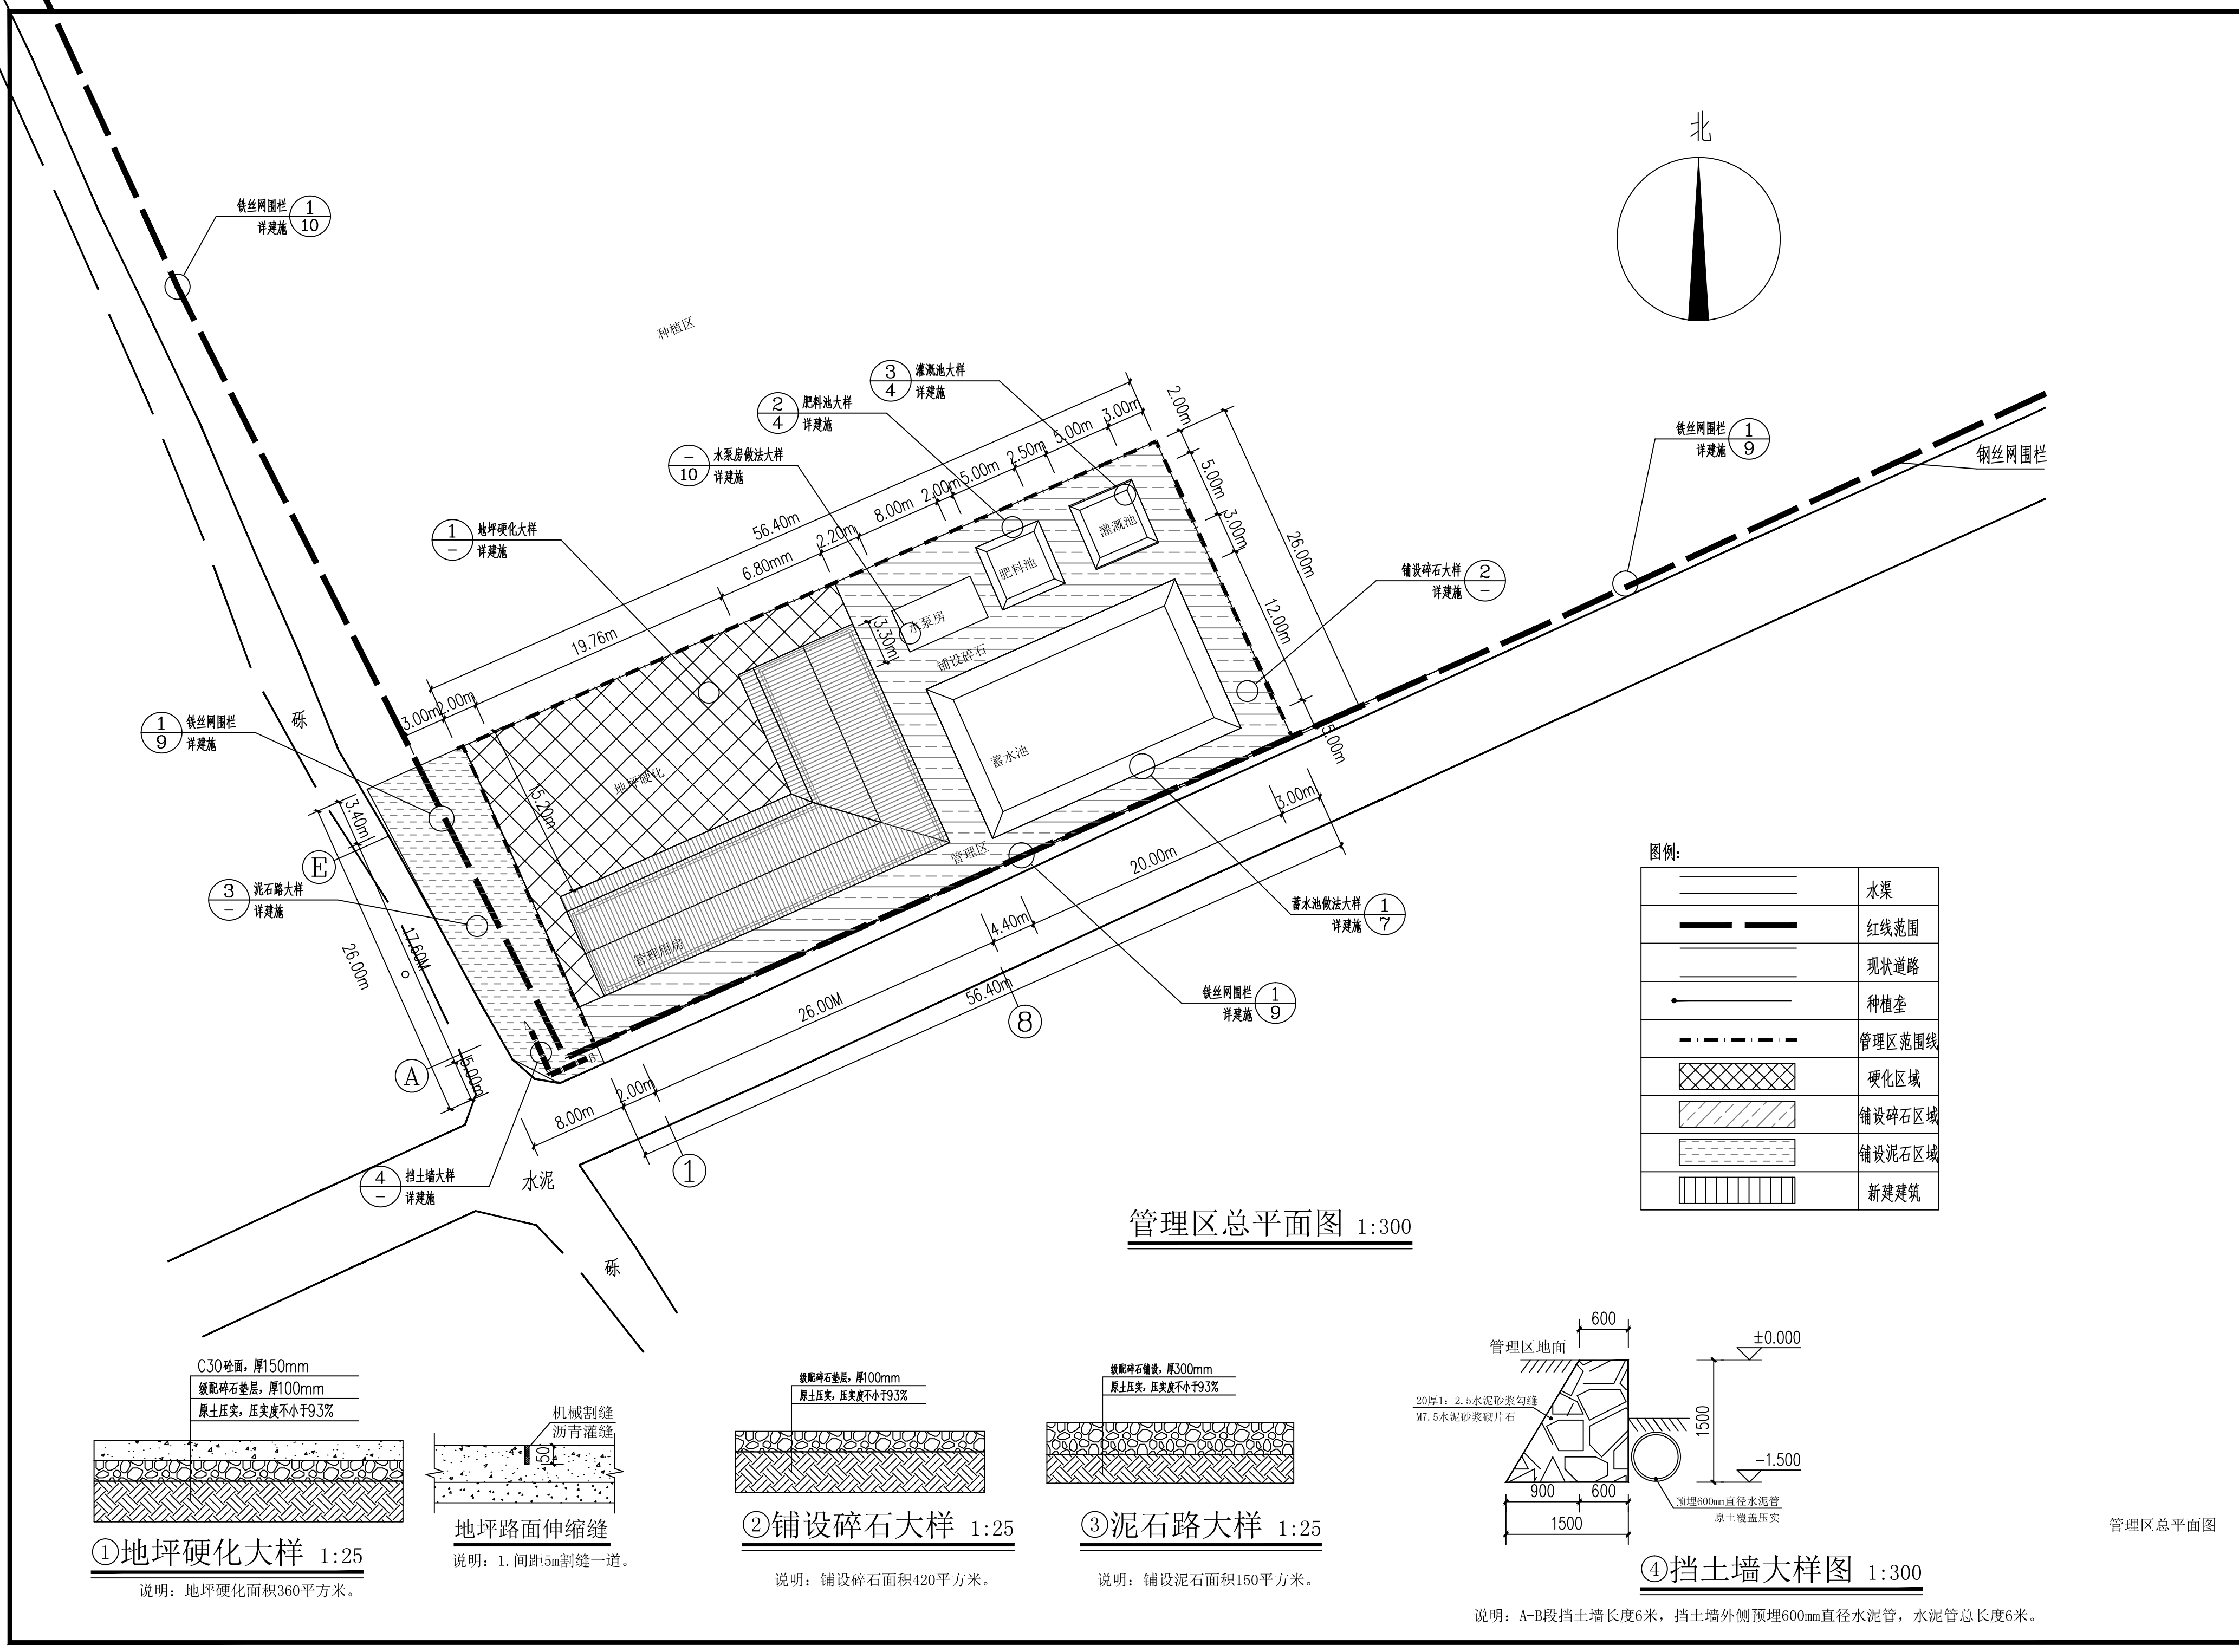 北
铁丝网围栏
1
详建施
10
种植区
3
灌溉池大样
4
详建施
2
肥料池大样
4
详建施
-
水泵房做法大样
10
详建施
1
地坪硬化大样
-
详建施
铁丝网围栏
1
详建施
9
钢丝网围栏
铺设碎石大样
2
详建施
-
56.40m
3.00m
2.00m
19.76m
6.80mm
2.20m
8.00m
2.00m
5.00m
2.50m
5.00m
3.00m
2.00m
5.00m
3.00m
12.00m
5.00m
26.00m
灌溉池
肥料池
水泵房
3.30m
铺设碎石
蓄水池
地坪硬化
15.20m
管理用房
管理区
砾
1
铁丝网围栏
9
详建施
3.40m
E
3
泥石路大样
-
详建施
17.60M
26.00m
A
5.00m
A
B
蓄水池做法大样
1
详建施
7
铁丝网围栏
1
详建施
9
3.00m
20.00m
4.40m
56.40m
26.00M
8
2.00m
8.00m
1
4
挡土墙大样
-
详建施
水泥
砾
图例:
水渠
红线范围
现状道路
种植垄
管理区范围线
硬化区域
铺设碎石区域
铺设泥石区域
新建建筑
管理区总平面图 1:300
C30砼面，厚150mm
级配碎石垫层，厚100mm
原土压实，压实度不小于93%
①地坪硬化大样 1:25
说明：地坪硬化面积360平方米。
机械割缝
沥青灌缝
50
地坪路面伸缩缝
说明：1.间距5m割缝一道。
级配碎石垫层，厚100mm
原土压实，压实度不小于93%
②铺设碎石大样 1:25
说明：铺设碎石面积420平方米。
级配碎石铺设，厚300mm
原土压实，压实度不小于93%
③泥石路大样 1:25
说明：铺设泥石面积150平方米。
600
管理区地面
±0.000
20厚1：2.5水泥砂浆勾缝
M7.5水泥砂浆砌片石
1500
-1.500
900
600
1500
预埋600mm直径水泥管
原土覆盖压实
④挡土墙大样图 1:300
说明：A-B段挡土墙长度6米，挡土墙外侧预埋600mm直径水泥管，水泥管总长度6米。
管理区总平面图